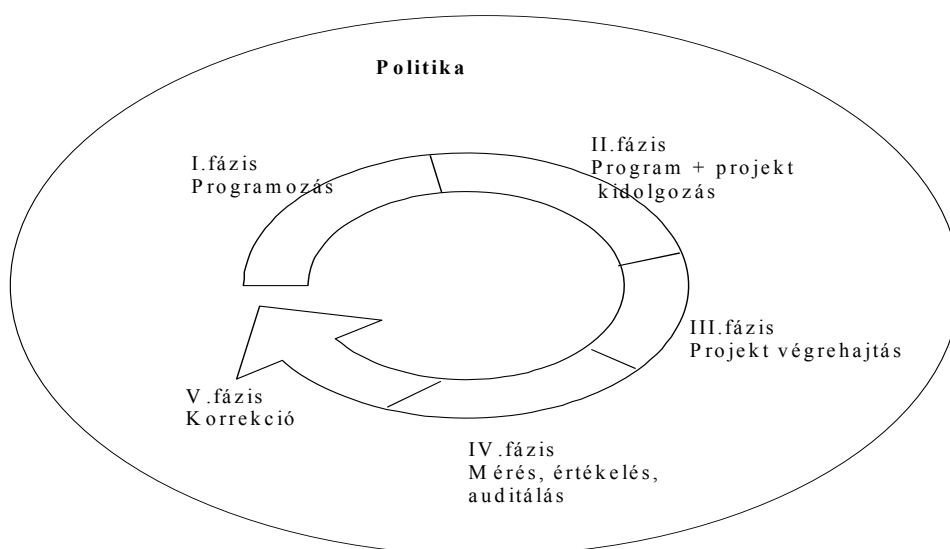 Politika
I.fázis
Programozás
II.fázis
Program + projekt
kidolgozás
III.fázis
Projekt végrehajtás
IV.fázis
Mérés, értékelés,
auditálás
V.fázis
Korrekció